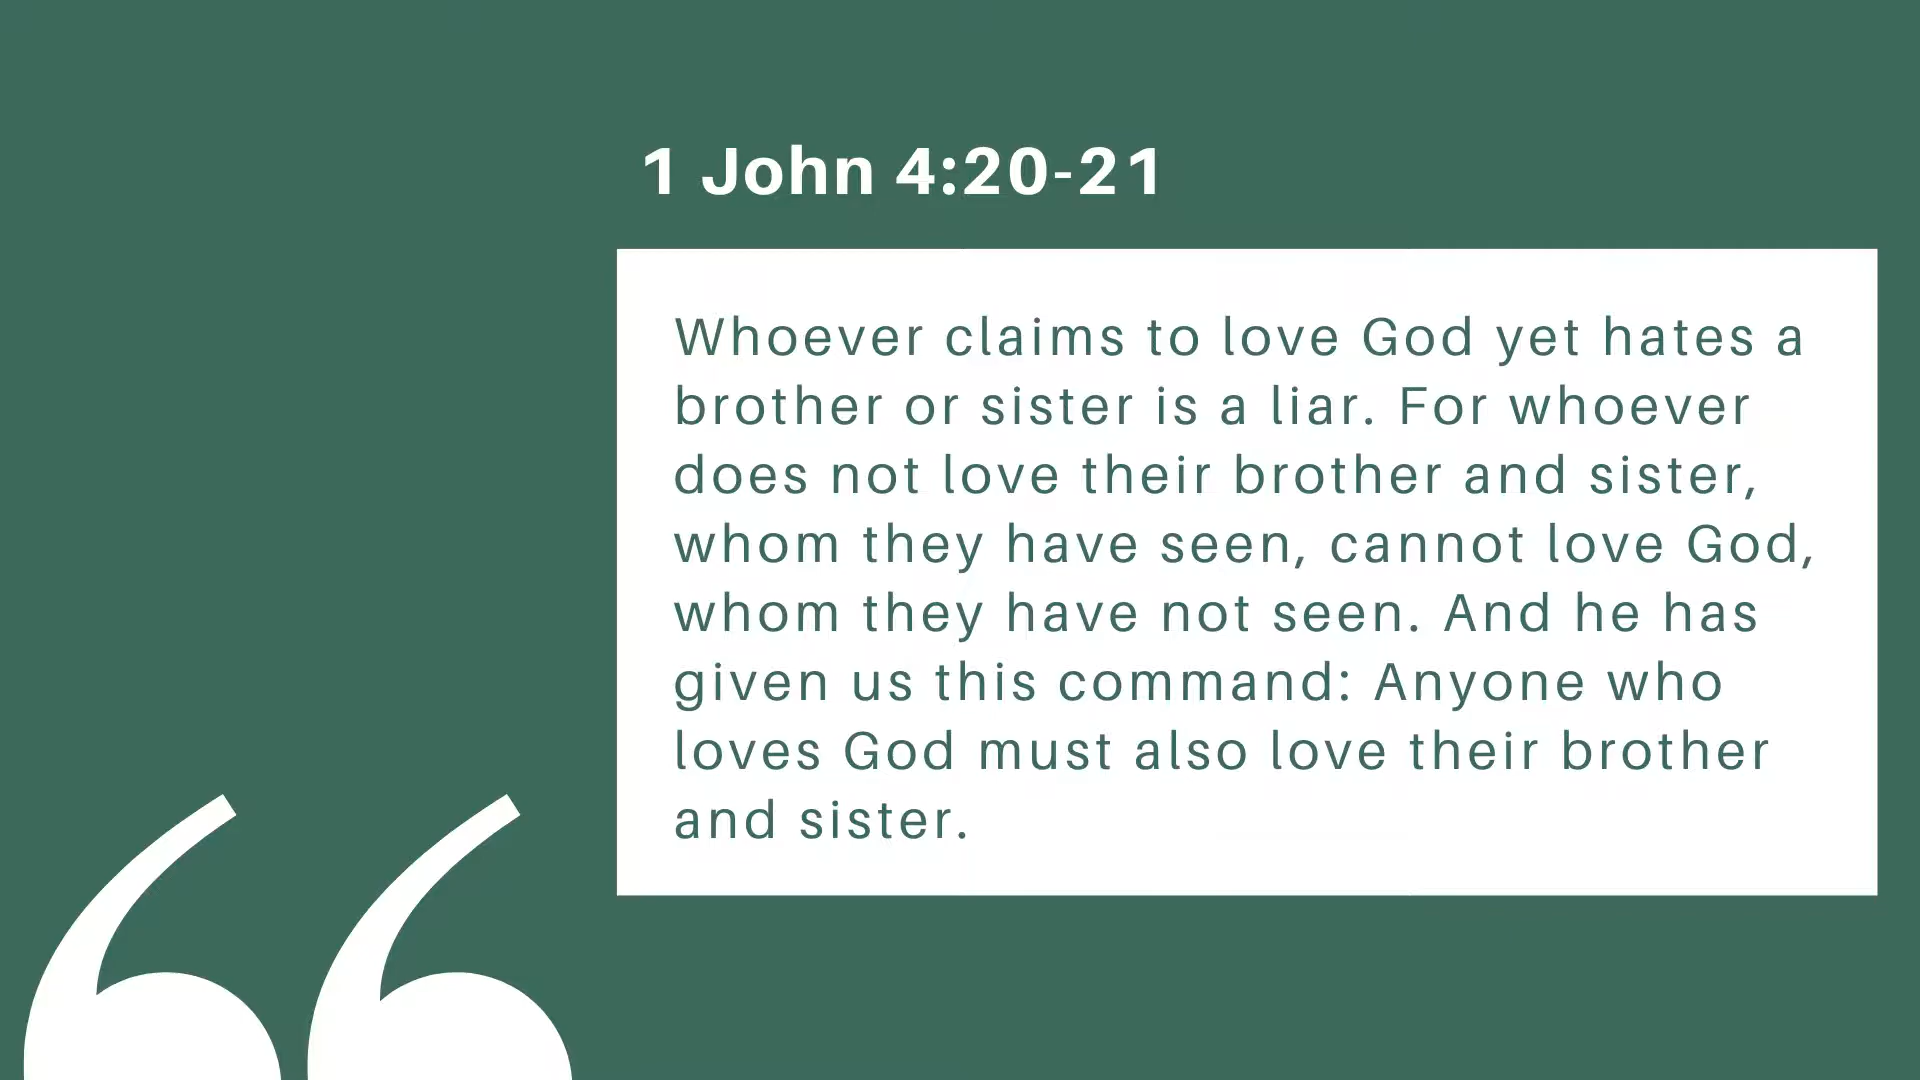 1 John 4:20-21
Whoever claims to love God yet hates a
brother or sister is a liar. For whoever
does not love their brother and sister,
whom they have seen, cannot love God,
whom they have not seen. And he has
given us this command: Anyone who
loves God must also love their brother
and sister.